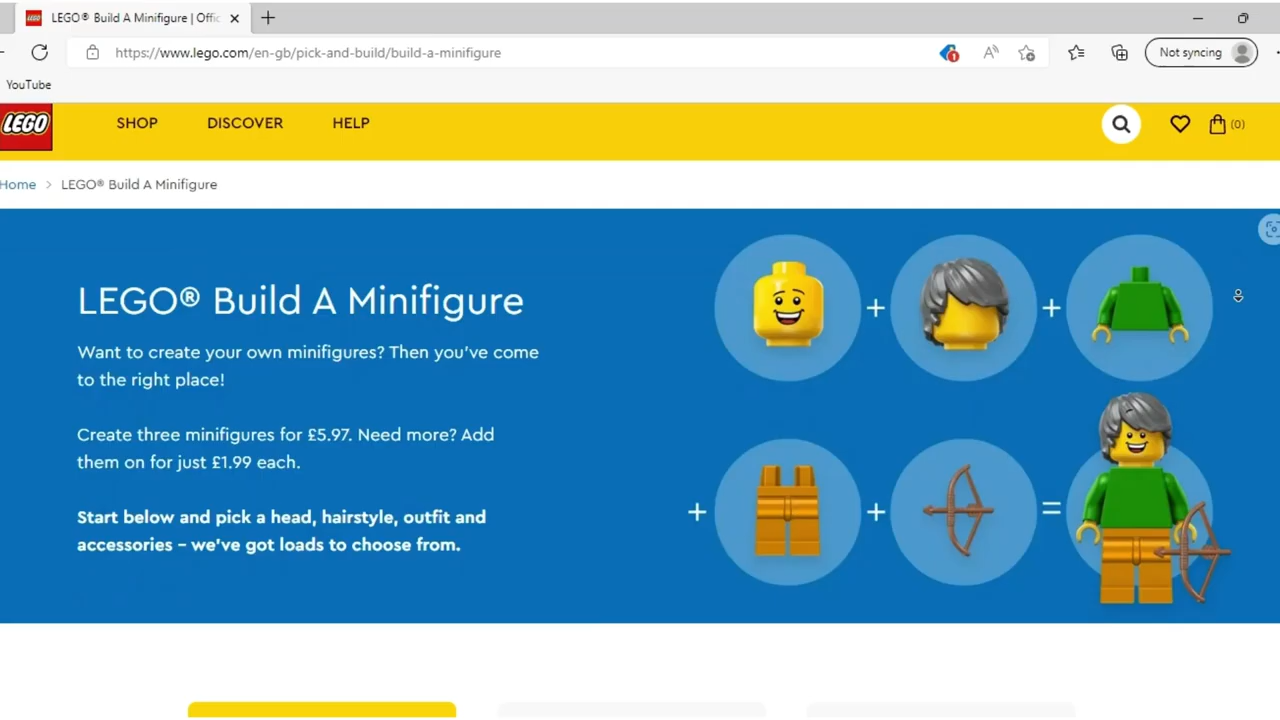 LEGO® Build A Minifigure | Offic
https://www.lego.com/en-gb/pick-and-build/build-a-minifigure
1
Not syncing
YouTube
LEGO
SHOP
DISCOVER
HELP
(0)
Home > LEGO® Build A Minifigure
LEGO® Build A Minifigure
Want to create your own minifigures? Then you've come
to the right place!
Create three minifigures for £5.97. Need more? Add
them on for just £1.99 each.
Start below and pick a head, hairstyle, outfit and
accessories – we've got loads to choose from.
+
+
+
+
=